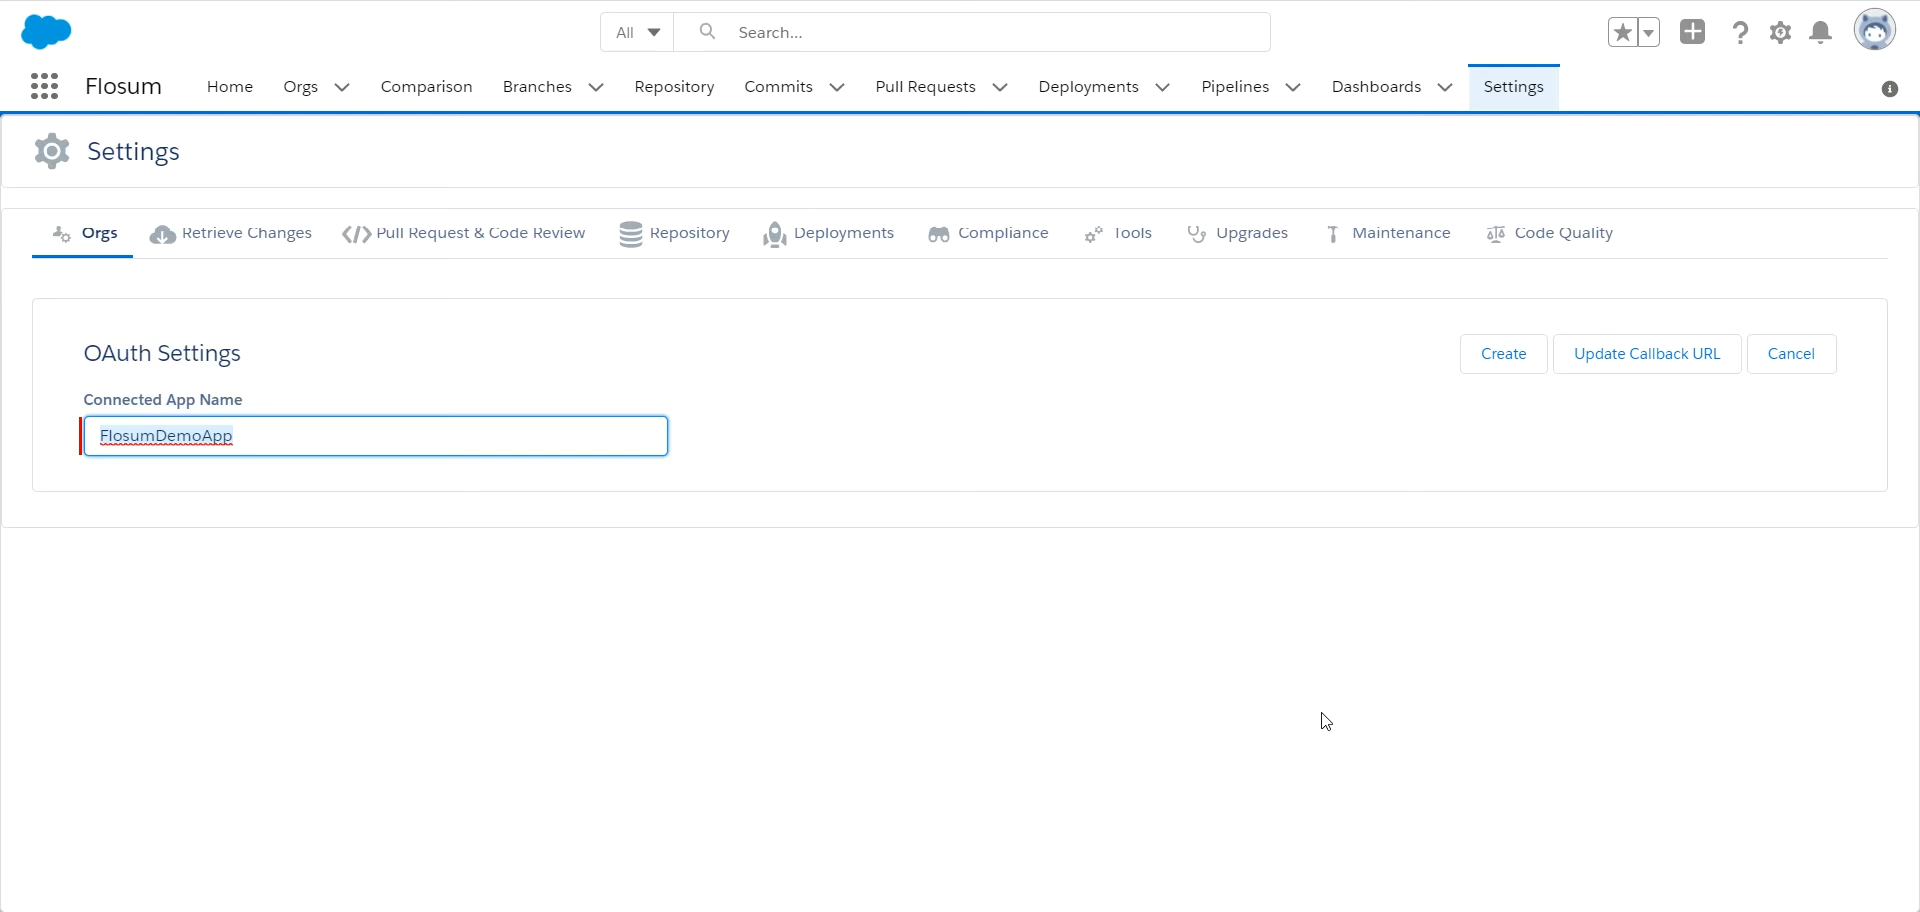 All Search...
Flosum Home Orgs Comparison Branches Repository Commits Pull Requests Deployments Pipelines Dashboards Settings
Settings
Orgs Retrieve Changes Pull Request & Code Review Repository Deployments Compliance Tools Upgrades Maintenance Code Quality
OAuth Settings Create Update Callback URL Cancel
Connected App Name
FlosumDemoApp